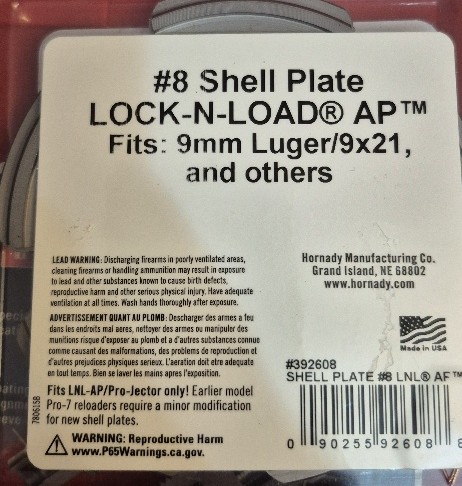 #8 Shell Plate
LOCK-N-LOAD® AP™
Fits: 9mm Luger/9x21,
and others
LEAD WARNING: Discharging firearms in poorly ventilated areas,
cleaning firearms or handling ammunition may result in exposure
to lead and other substances known to cause birth defects,
reproductive harm and other serious physical injury. Have adequate
ventilation at all times. Wash hands thoroughly after exposure.
ADVERTISSEMENT QUANT AU PLOMB: Descharger des armes a feu
dans les endroits mai aeres, nettoyer des armes ou manipuler des
munitions risque d'exposer au plomb et a d'autres substances connue
comme causant des malformations, des problemes de reproduction et
d'autres prejudices physiques serieux. L'aeration doit etre adequate
en tout temps. Bien se laver les mains apres l'exposition.
Fits LNL-AP/Pro-Jector only! Earlier model
Pro-7 reloaders require a minor modification
for new shell plates.
WARNING: Reproductive Harm
www.P65Warnings.ca.gov.
7806158
Hornady Manufacturing Co.
Grand Island, NE 68802
www.hornady.com
Made in USA
#392608
SHELL PLATE #8 LNL® AP™
0 90255 92608 8